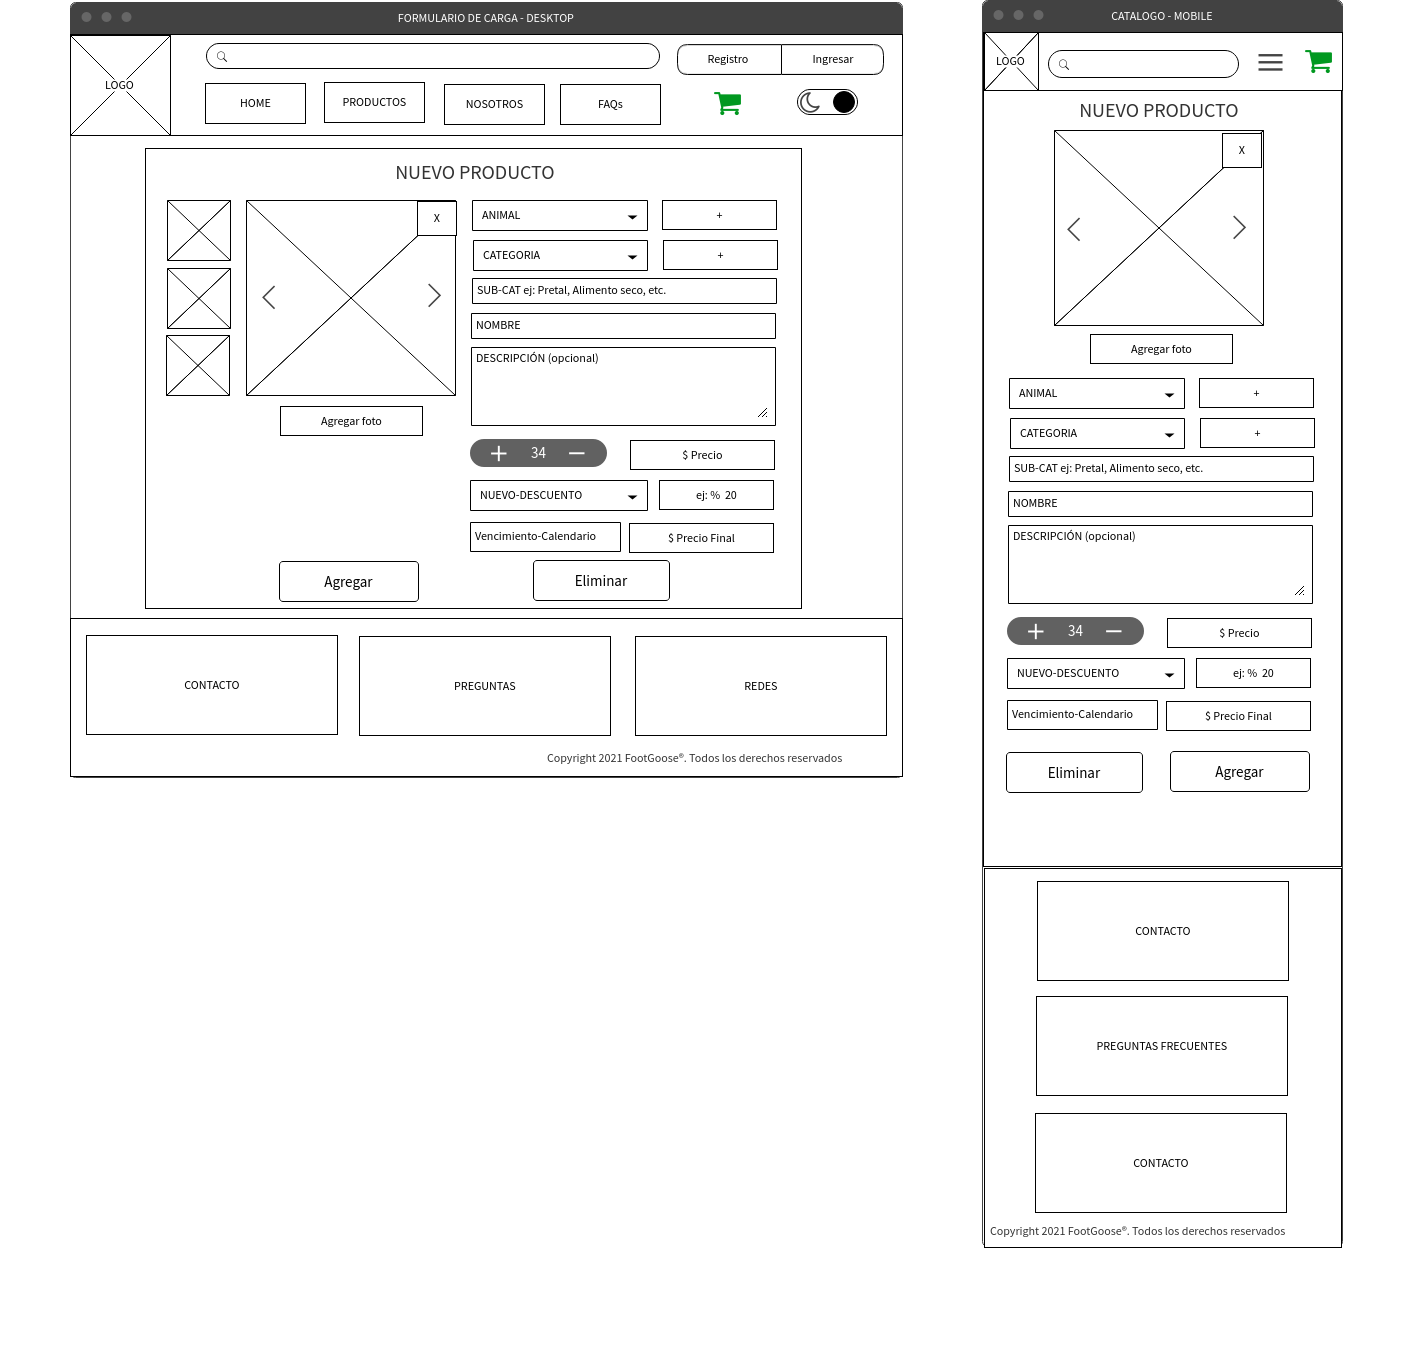 FORMULARIO DE CARGA - DESKTOP
LOGO
Registro
Ingresar
HOME
PRODUCTOS
NOSOTROS
FAQs
NUEVO PRODUCTO
X
ANIMAL
+
CATEGORIA
+
SUB-CAT ej: Pretal, Alimento seco, etc.
NOMBRE
DESCRIPCIÓN (opcional)
Agregar foto
34
$ Precio
NUEVO-DESCUENTO
ej: % 20
Vencimiento-Calendario
$ Precio Final
Agregar
Eliminar
CONTACTO
PREGUNTAS
REDES
Copyright 2021 FootGoose®. Todos los derechos reservados
CATALOGO - MOBILE
LOGO
NUEVO PRODUCTO
X
Agregar foto
ANIMAL
+
CATEGORIA
+
SUB-CAT ej: Pretal, Alimento seco, etc.
NOMBRE
DESCRIPCIÓN (opcional)
34
$ Precio
NUEVO-DESCUENTO
ej: % 20
Vencimiento-Calendario
$ Precio Final
Eliminar
Agregar
CONTACTO
PREGUNTAS FRECUENTES
CONTACTO
Copyright 2021 FootGoose®. Todos los derechos reservados